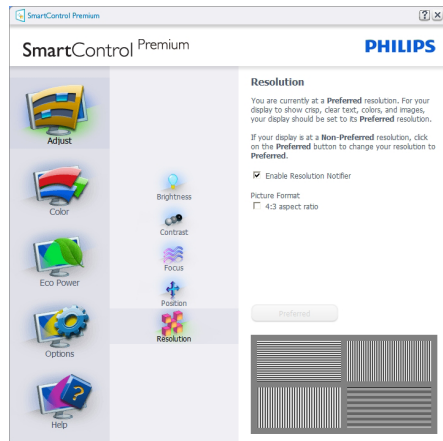 SmartControl Premium
SmartControl Premium
PHILIPS
Adjust
Color
Eco Power
Options
Help
Brightness
Contrast
Focus
Position
Resolution
Resolution
You are currently at a Preferred resolution. For your
display to show crisp, clear text, colors, and images,
your display should be set to its Preferred resolution.
If your display is at a Non-Preferred resolution, click
on the Preferred button to change your resolution to
Preferred.
Enable Resolution Notifier
Picture Format
4:3 aspect ratio
Preferred